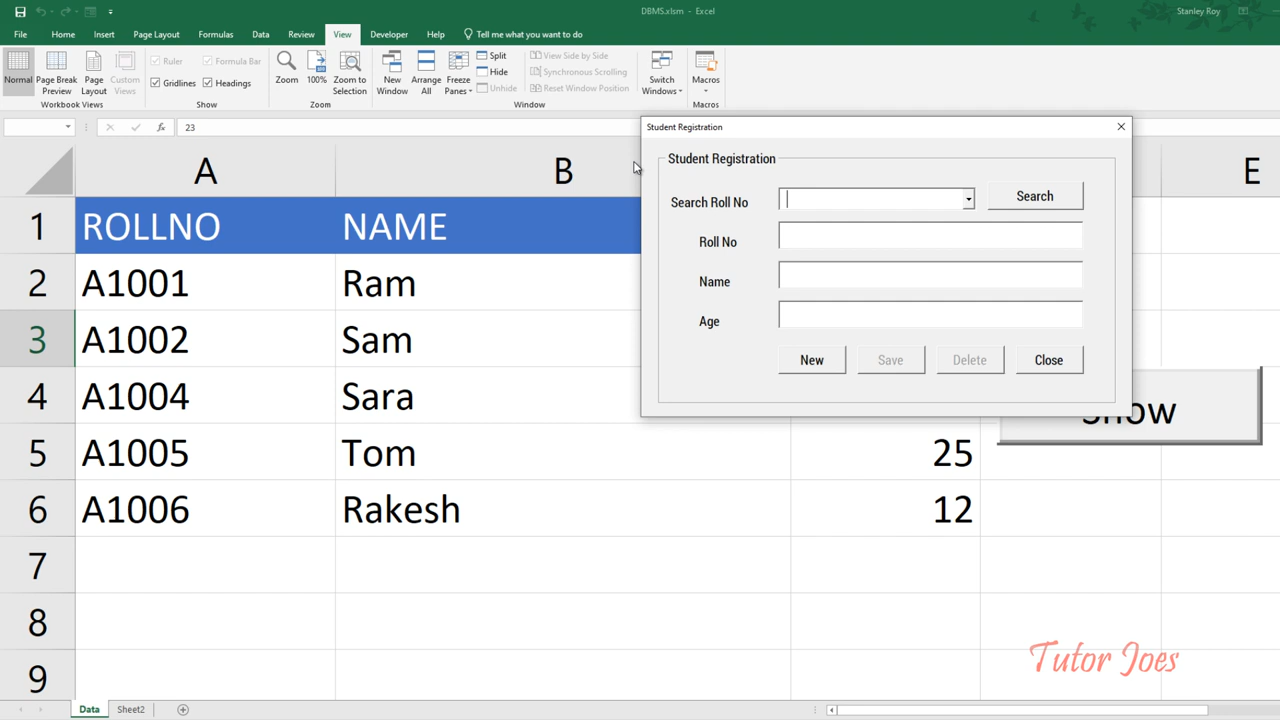 DBMS.xlsm - Excel
Stanley Roy
File Home Insert Page Layout Formulas Data Review View Developer Help Tell me what you want to do
Normal
Page Break Preview
Page Layout
Custom Views
Workbook Views
Ruler
Formula Bar
Gridlines
Headings
Show
Zoom
100%
Zoom to Selection
Zoom
New Window
Arrange All
Freeze Panes
Split
Hide
Unhide
View Side by Side
Synchronous Scrolling
Reset Window Position
Window
Switch Windows
Macros
Macros
fx 23
A B E
1 ROLLNO NAME
2 A1001 Ram
3 A1002 Sam
4 A1004 Sara
5 A1005 Tom 25
6 A1006 Rakesh 12
7
8
9
Student Registration
Student Registration
Search Roll No
Search
Roll No
Name
Age
New Save Delete Close
Show
Tutor Joes
Data Sheet2